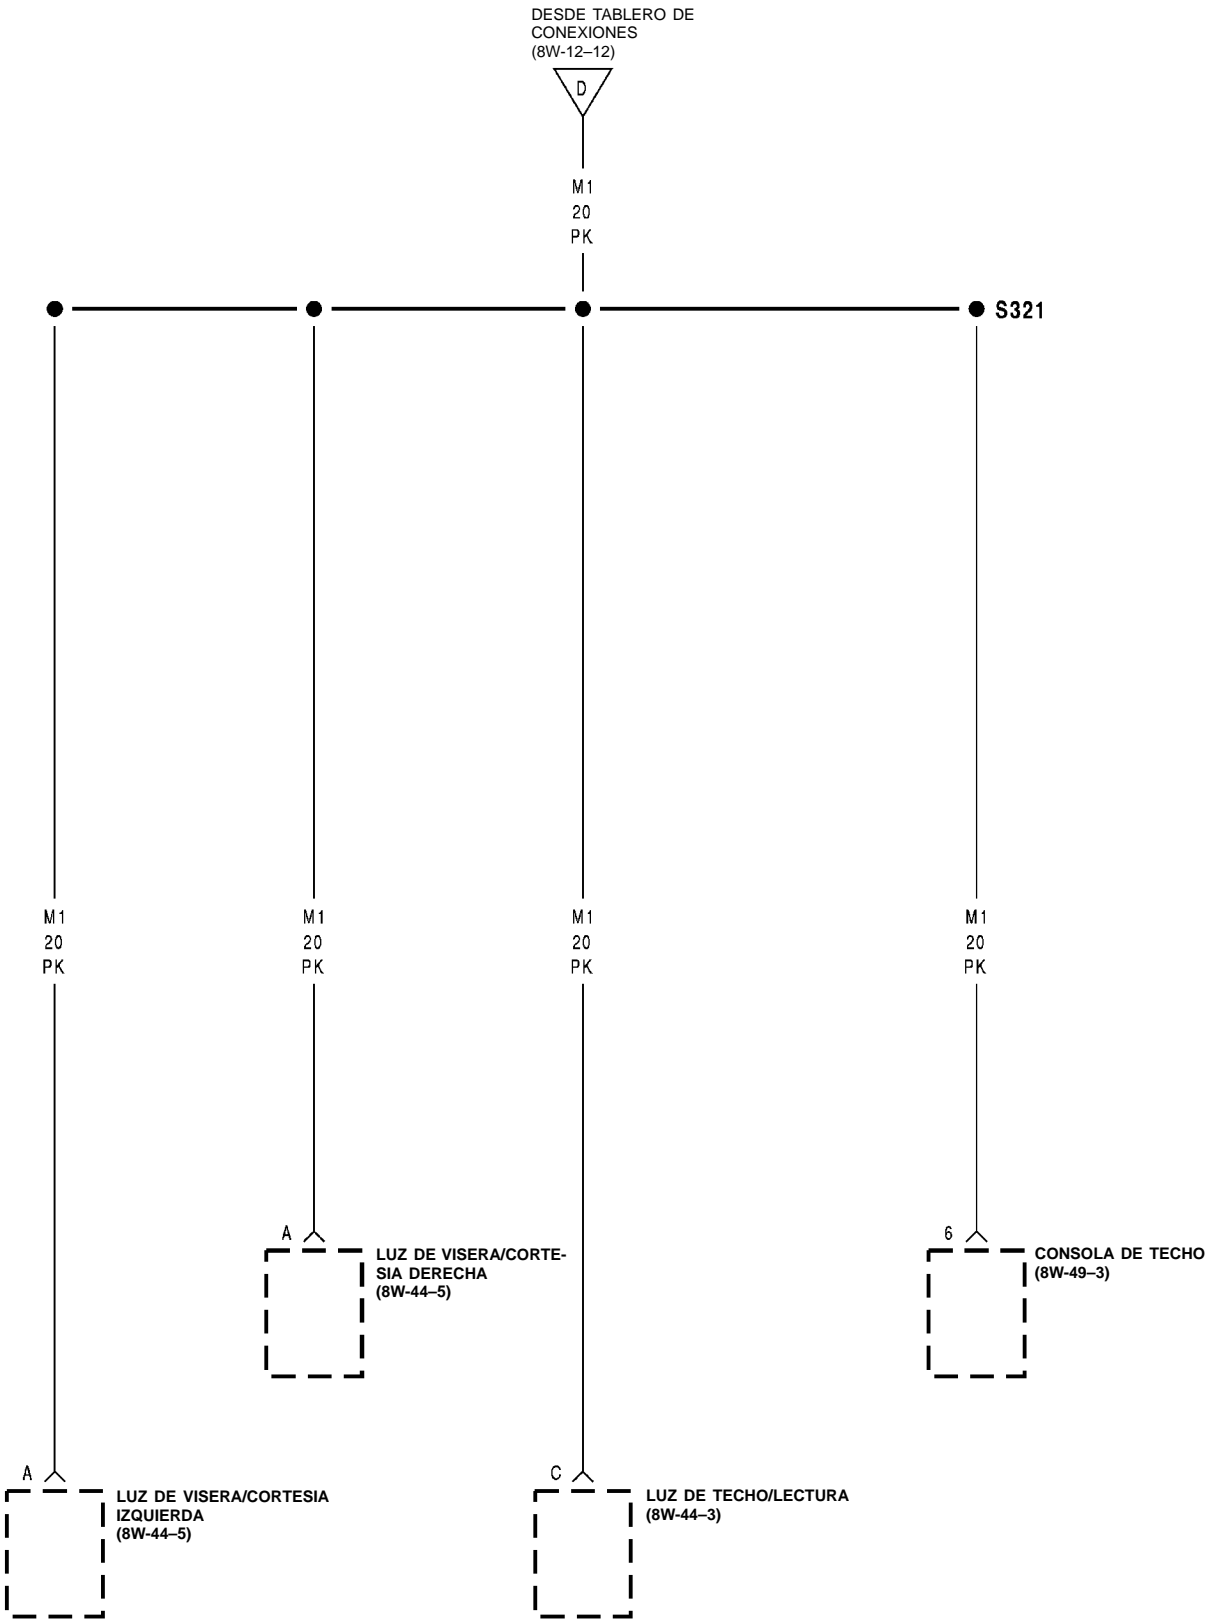 DESDE TABLERO DE
CONEXIONES
(8W-12–12)
D
M1
20
PK
S321
M1
20
PK
M1
20
PK
M1
20
PK
M1
20
PK
A
LUZ DE VISERA/CORTE-
SIA DERECHA
(8W-44–5)
6
CONSOLA DE TECHO
(8W-49–3)
A
LUZ DE VISERA/CORTESIA
IZQUIERDA
(8W-44–5)
C
LUZ DE TECHO/LECTURA
(8W-44–3)